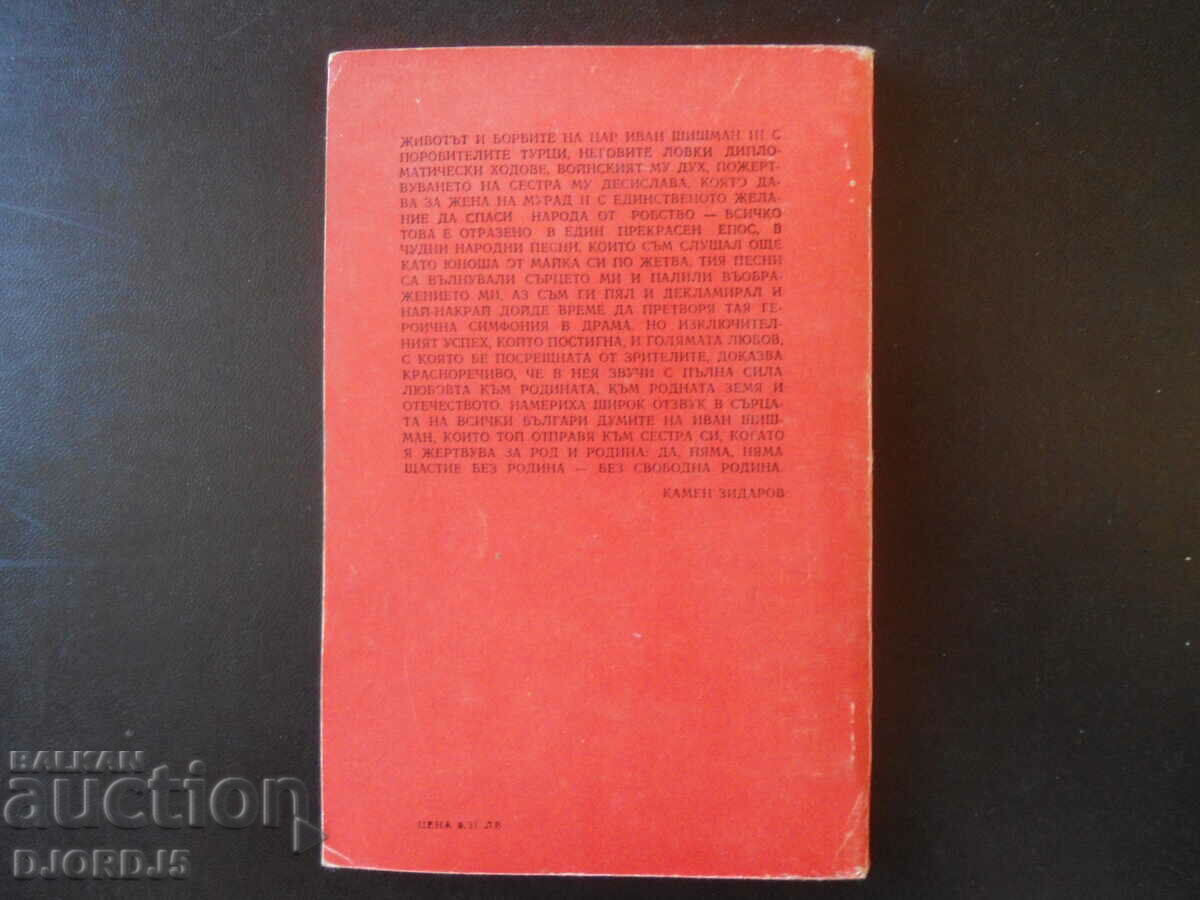 ЖИВОТЪТ И БОРБИТЕ НА ЦАР ИВАН ШИШМАН III С
ПОРОБИТЕЛИТЕ ТУРЦИ, НЕГОВИТЕ ЛОВКИ ДИПЛО-
МАТИЧЕСКИ ХОДОВЕ, ВОЙНСКИЯТ МУ ДУХ, ПОЖЕРТ-
ВУВАНЕТО НА СЕСТРА МУ ДЕСИСЛАВА, КОЯТО ДА-
ВА ЗА ЖЕНА НА МУРАД II С ЕДИНСТВЕНОТО ЖЕЛА-
НИЕ ДА СПАСИ НАРОДА ОТ РОБСТВО — ВСИЧКО
ТОВА Е ОТРАЗЕНО В ЕДИН ПРЕКРАСЕН ЕПОС, В
ЧУДНИ НАРОДНИ ПЕСНИ, КОИТО СЪМ СЛУШАЛ ОЩЕ
КАТО ЮНОША ОТ МАЙКА СИ ПО ЖЕТВА, ТИЯ ПЕСНИ
СА ВЪЛНУВАЛИ СЪРЦЕТО МИ И ПАЛИЛИ ВЪОБРА-
ЖЕНИЕТО МИ, АЗ СЪМ ГИ ПЯЛ И ДЕКЛАМИРАЛ И
НАЙ-НАКРАЙ ДОЙДЕ ВРЕМЕ ДА ПРЕТВОРЯ ТАЯ ГЕ-
РОИЧНА СИМФОНИЯ В ДРАМА. НО ИЗКЛЮЧИТЕЛ-
НИЯТ УСПЕХ, КОЙТО ПОСТИГНА, И ГОЛЯМАТА ЛЮБОВ,
С КОЯТО БЕ ПОСРЕЩНАТА ОТ ЗРИТЕЛИТЕ, ДОКАЗВА
КРАСНОРЕЧИВО, ЧЕ В НЕЯ ЗВУЧИ С ПЪЛНА СИЛА
ЛЮБОВТА КЪМ РОДИНАТА, КЪМ РОДНАТА ЗЕМЯ И
ОТЕЧЕСТВОТО. НАМЕРИХА ШИРОК ОТЗВУК В СЪРЦА-
ТА НА ВСИЧКИ БЪЛГАРИ ДУМИТЕ НА ИВАН ШИШ-
МАН, КОИТО ТОЙ ОТПРАВЯ КЪМ СЕСТРА СИ, КОГАТО
Я ЖЕРТВУВА ЗА РОД И РОДИНА: ДА, НЯМА, НЯМА
ЩАСТИЕ БЕЗ РОДИНА — БЕЗ СВОБОДНА РОДИНА.
КАМЕН ЗИДАРОВ
ЦЕНА ЛВ
BALKAN
auction
DJORD_J5